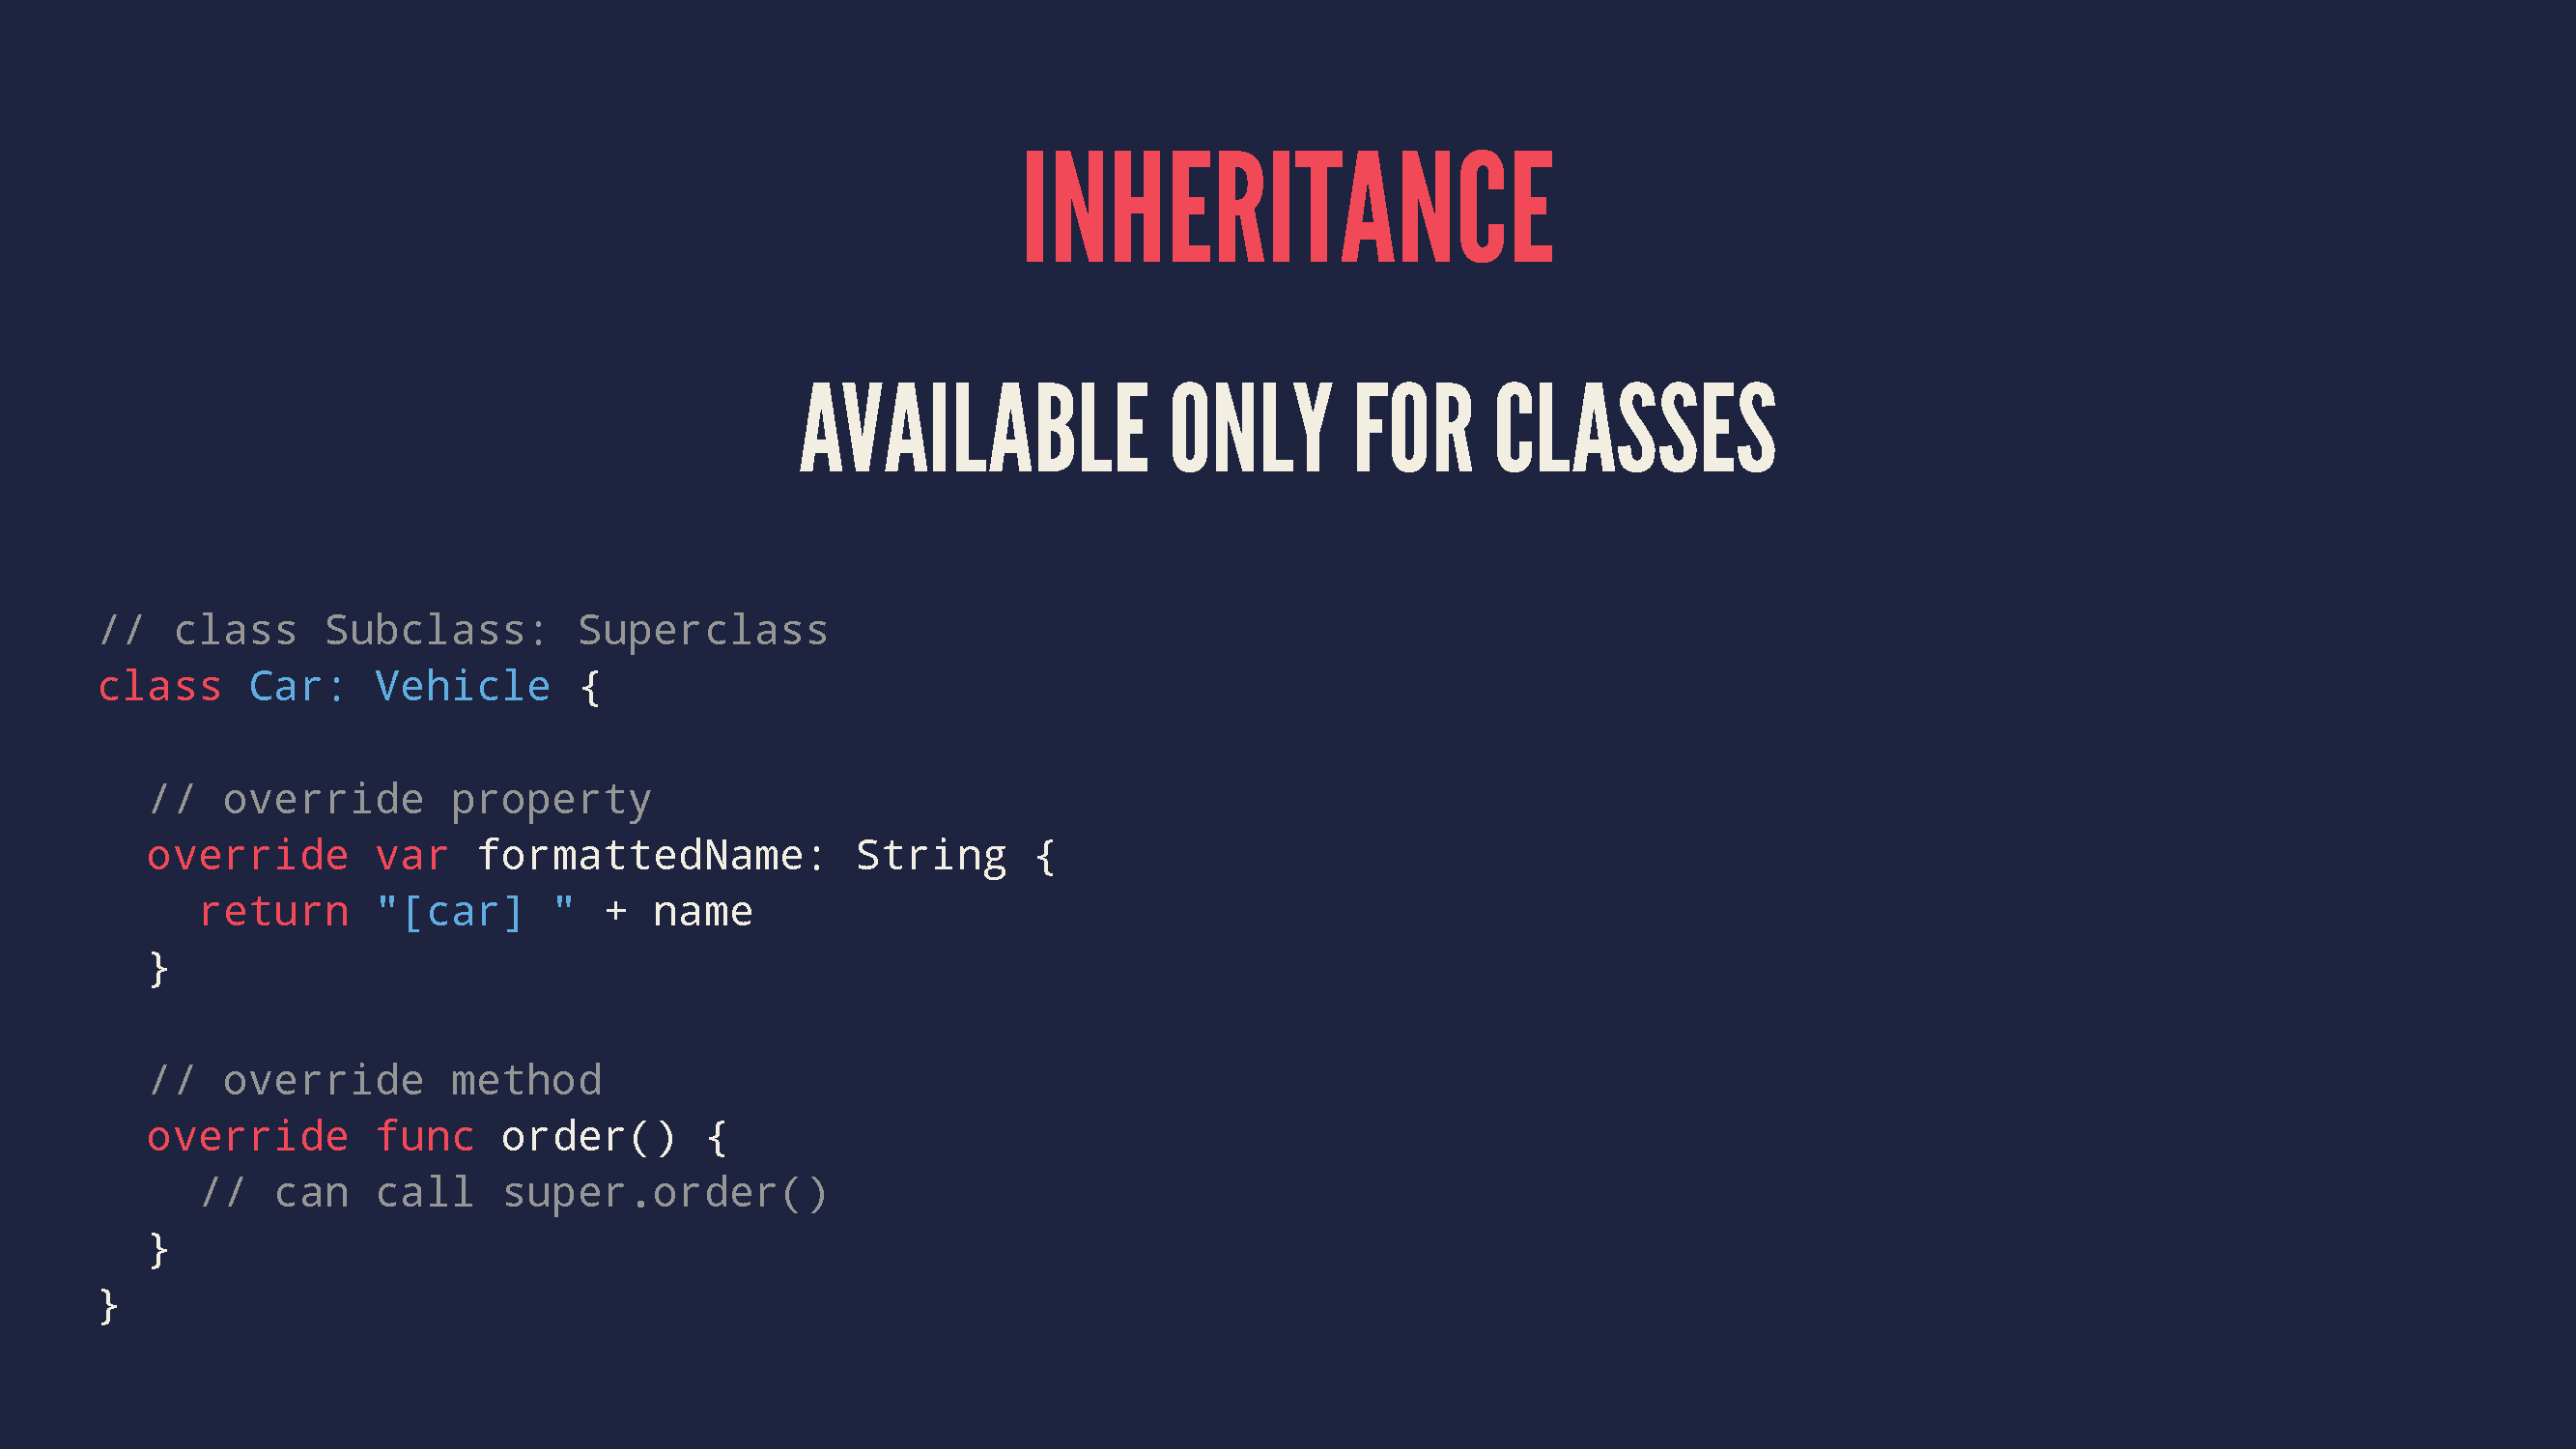 INHERITANCE
AVAILABLE ONLY FOR CLASSES
// class Subclass: Superclass
class Car: Vehicle {
// override property
override var formattedName: String {
return "[car] " + name
}
// override method
override func order() {
// can call super.order()
}
}